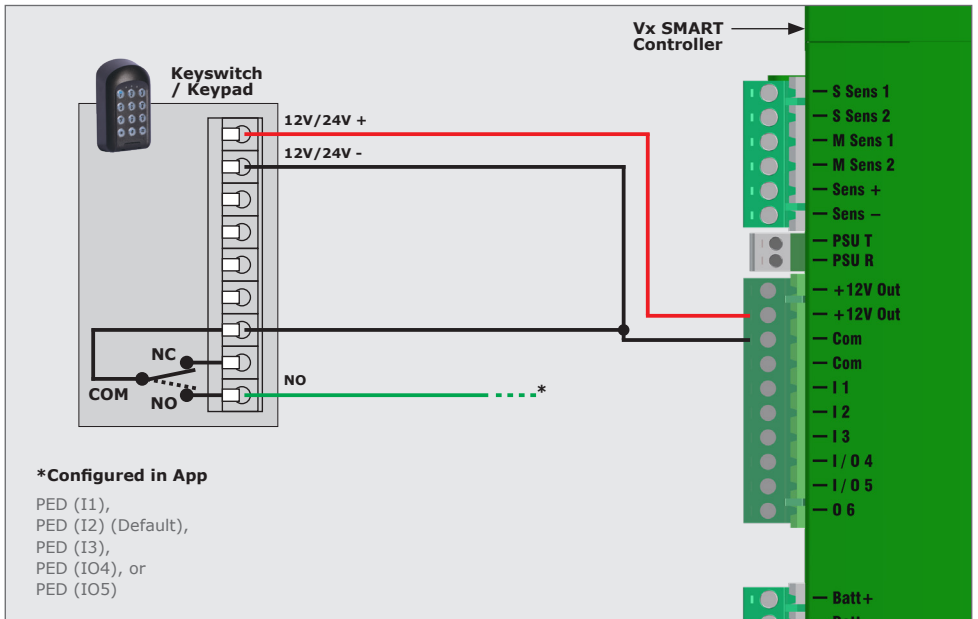 Vx SMART
Controller
Keyswitch
/ Keypad
12V/24V +
12V/24V -
NC
COM
NO
NO
*
S Sens 1
S Sens 2
M Sens 1
M Sens 2
Sens +
Sens −
PSU T
PSU R
+12V Out
+12V Out
Com
Com
I 1
I 2
I 3
I / O 4
I / O 5
O 6
Batt+
*Configured in App
PED (I1),
PED (I2) (Default),
PED (I3),
PED (IO4), or
PED (IO5)